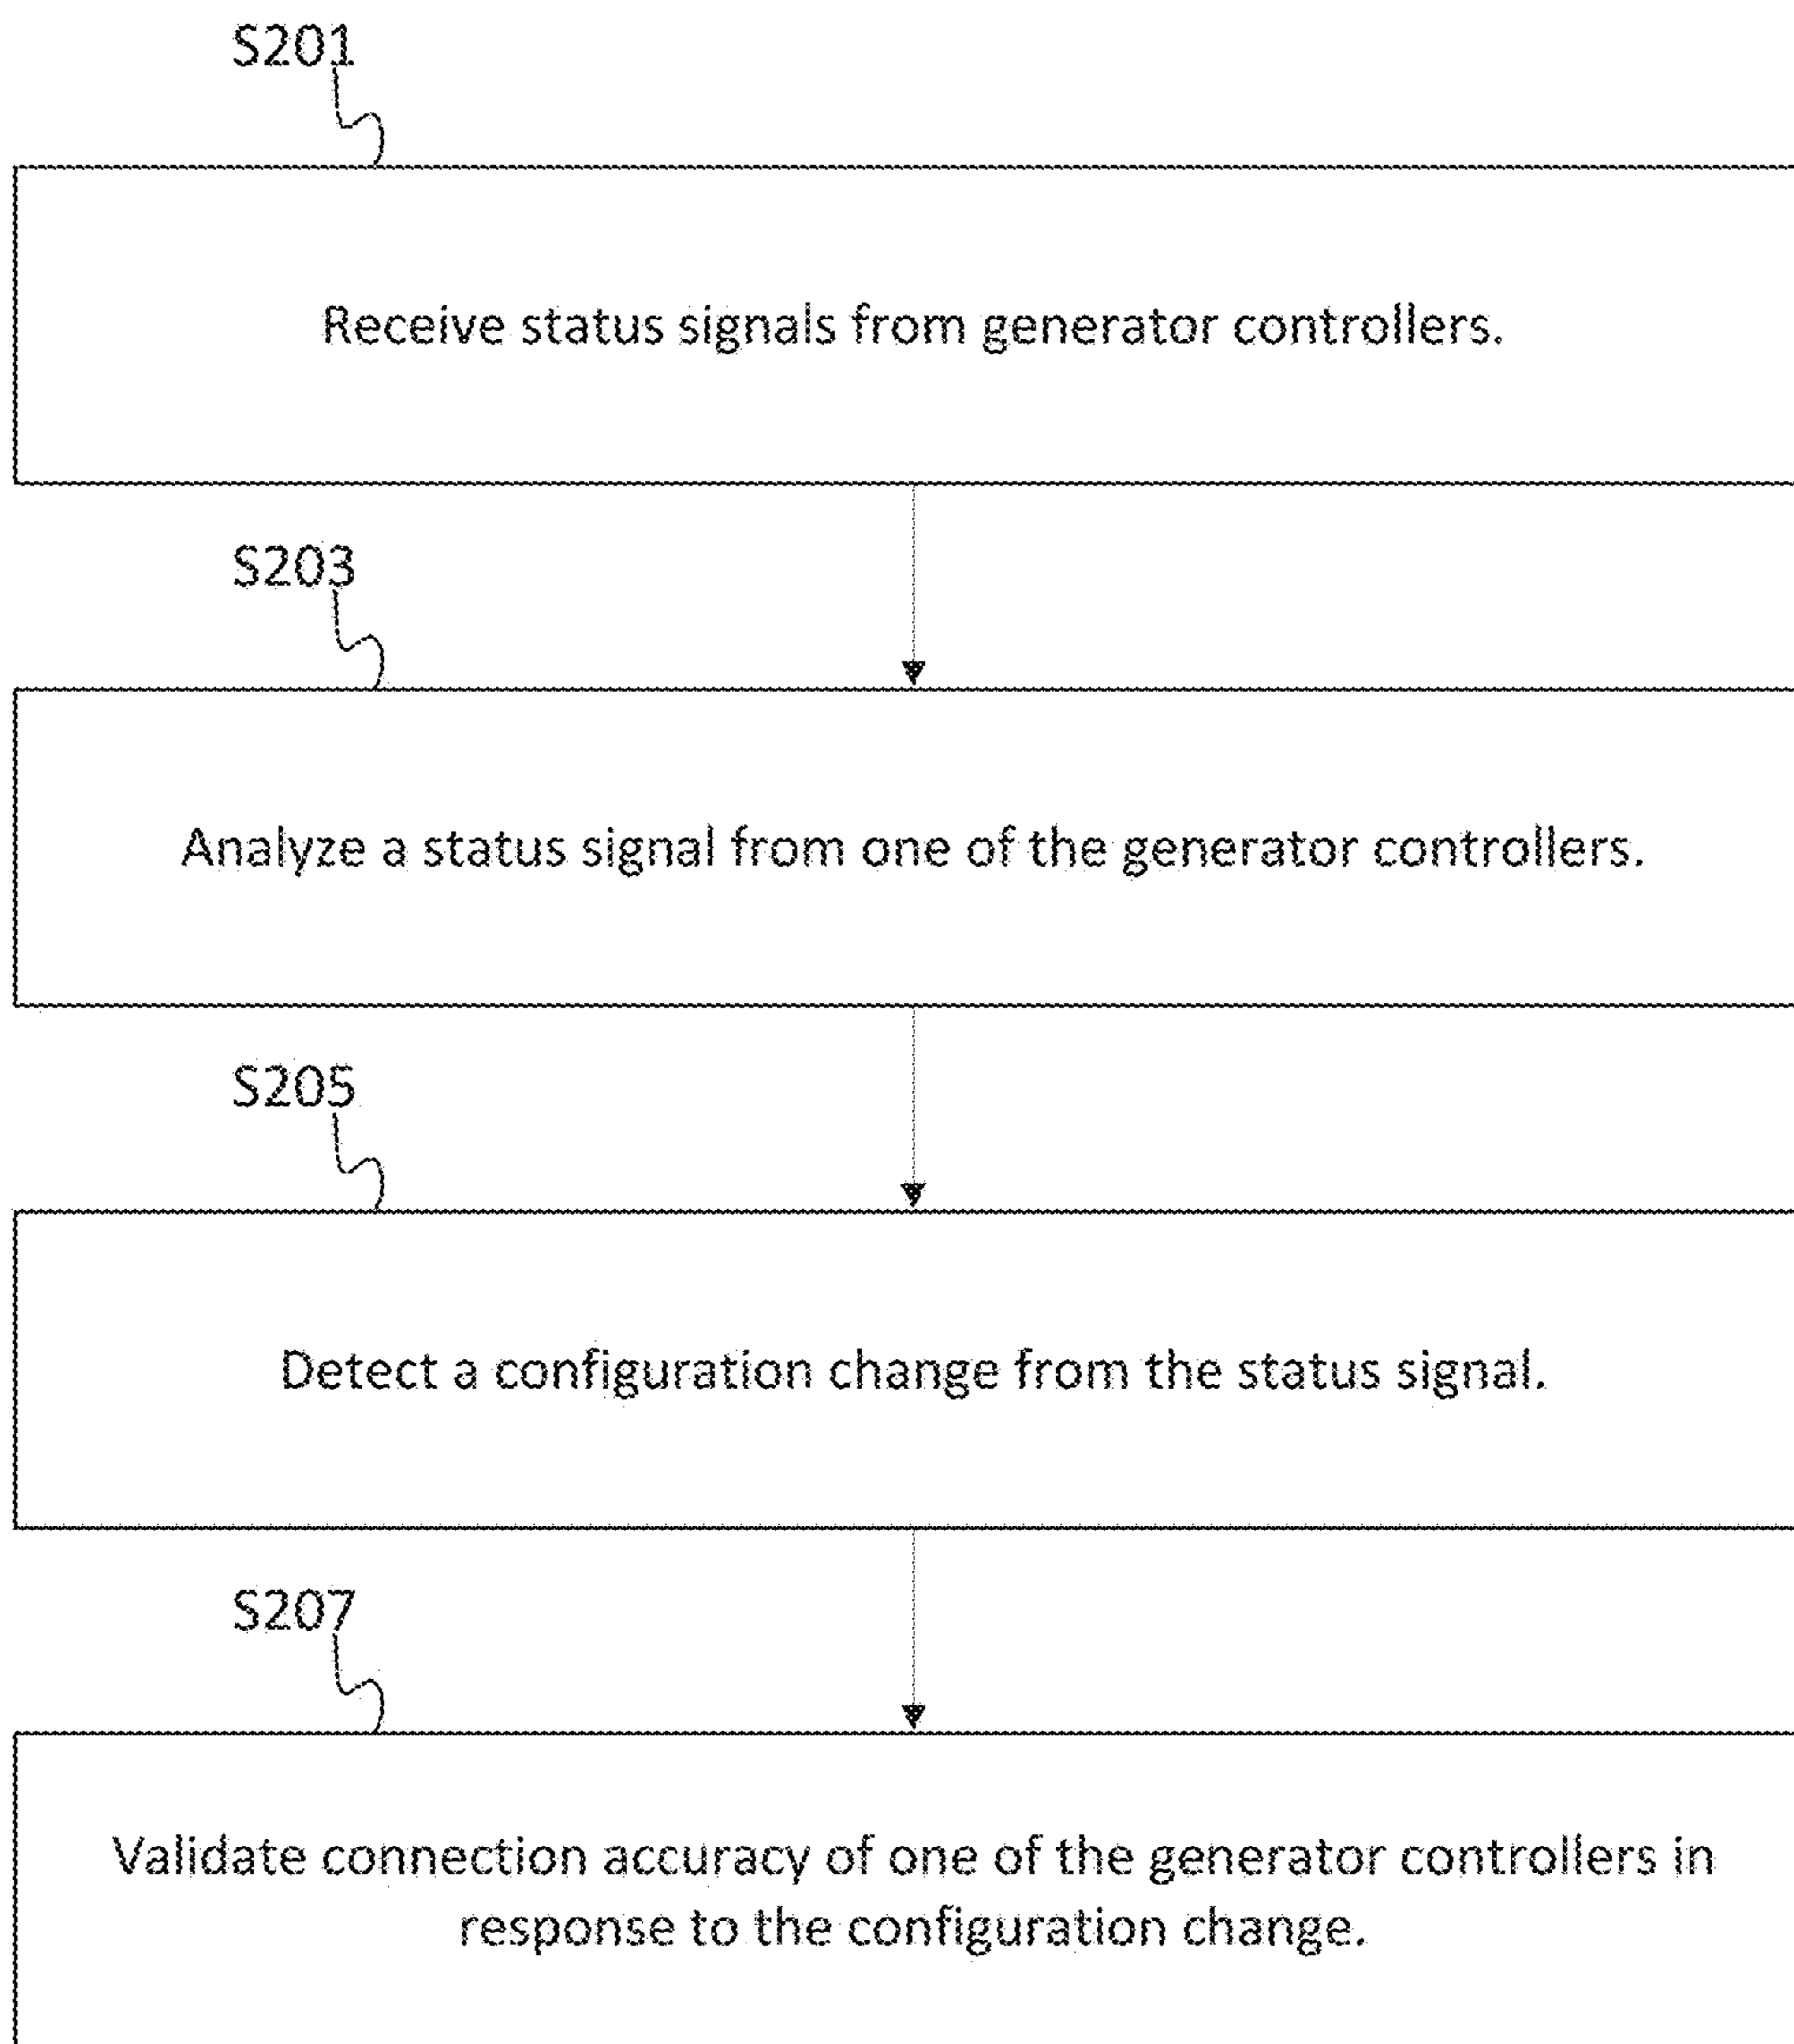 S201
Receive status signals from generator controllers.
S203
Analyze a status signal from one of the generator controllers.
S205
Detect a configuration change from the status signal.
S207
Validate connection accuracy of one of the generator controllers in
response to the configuration change.